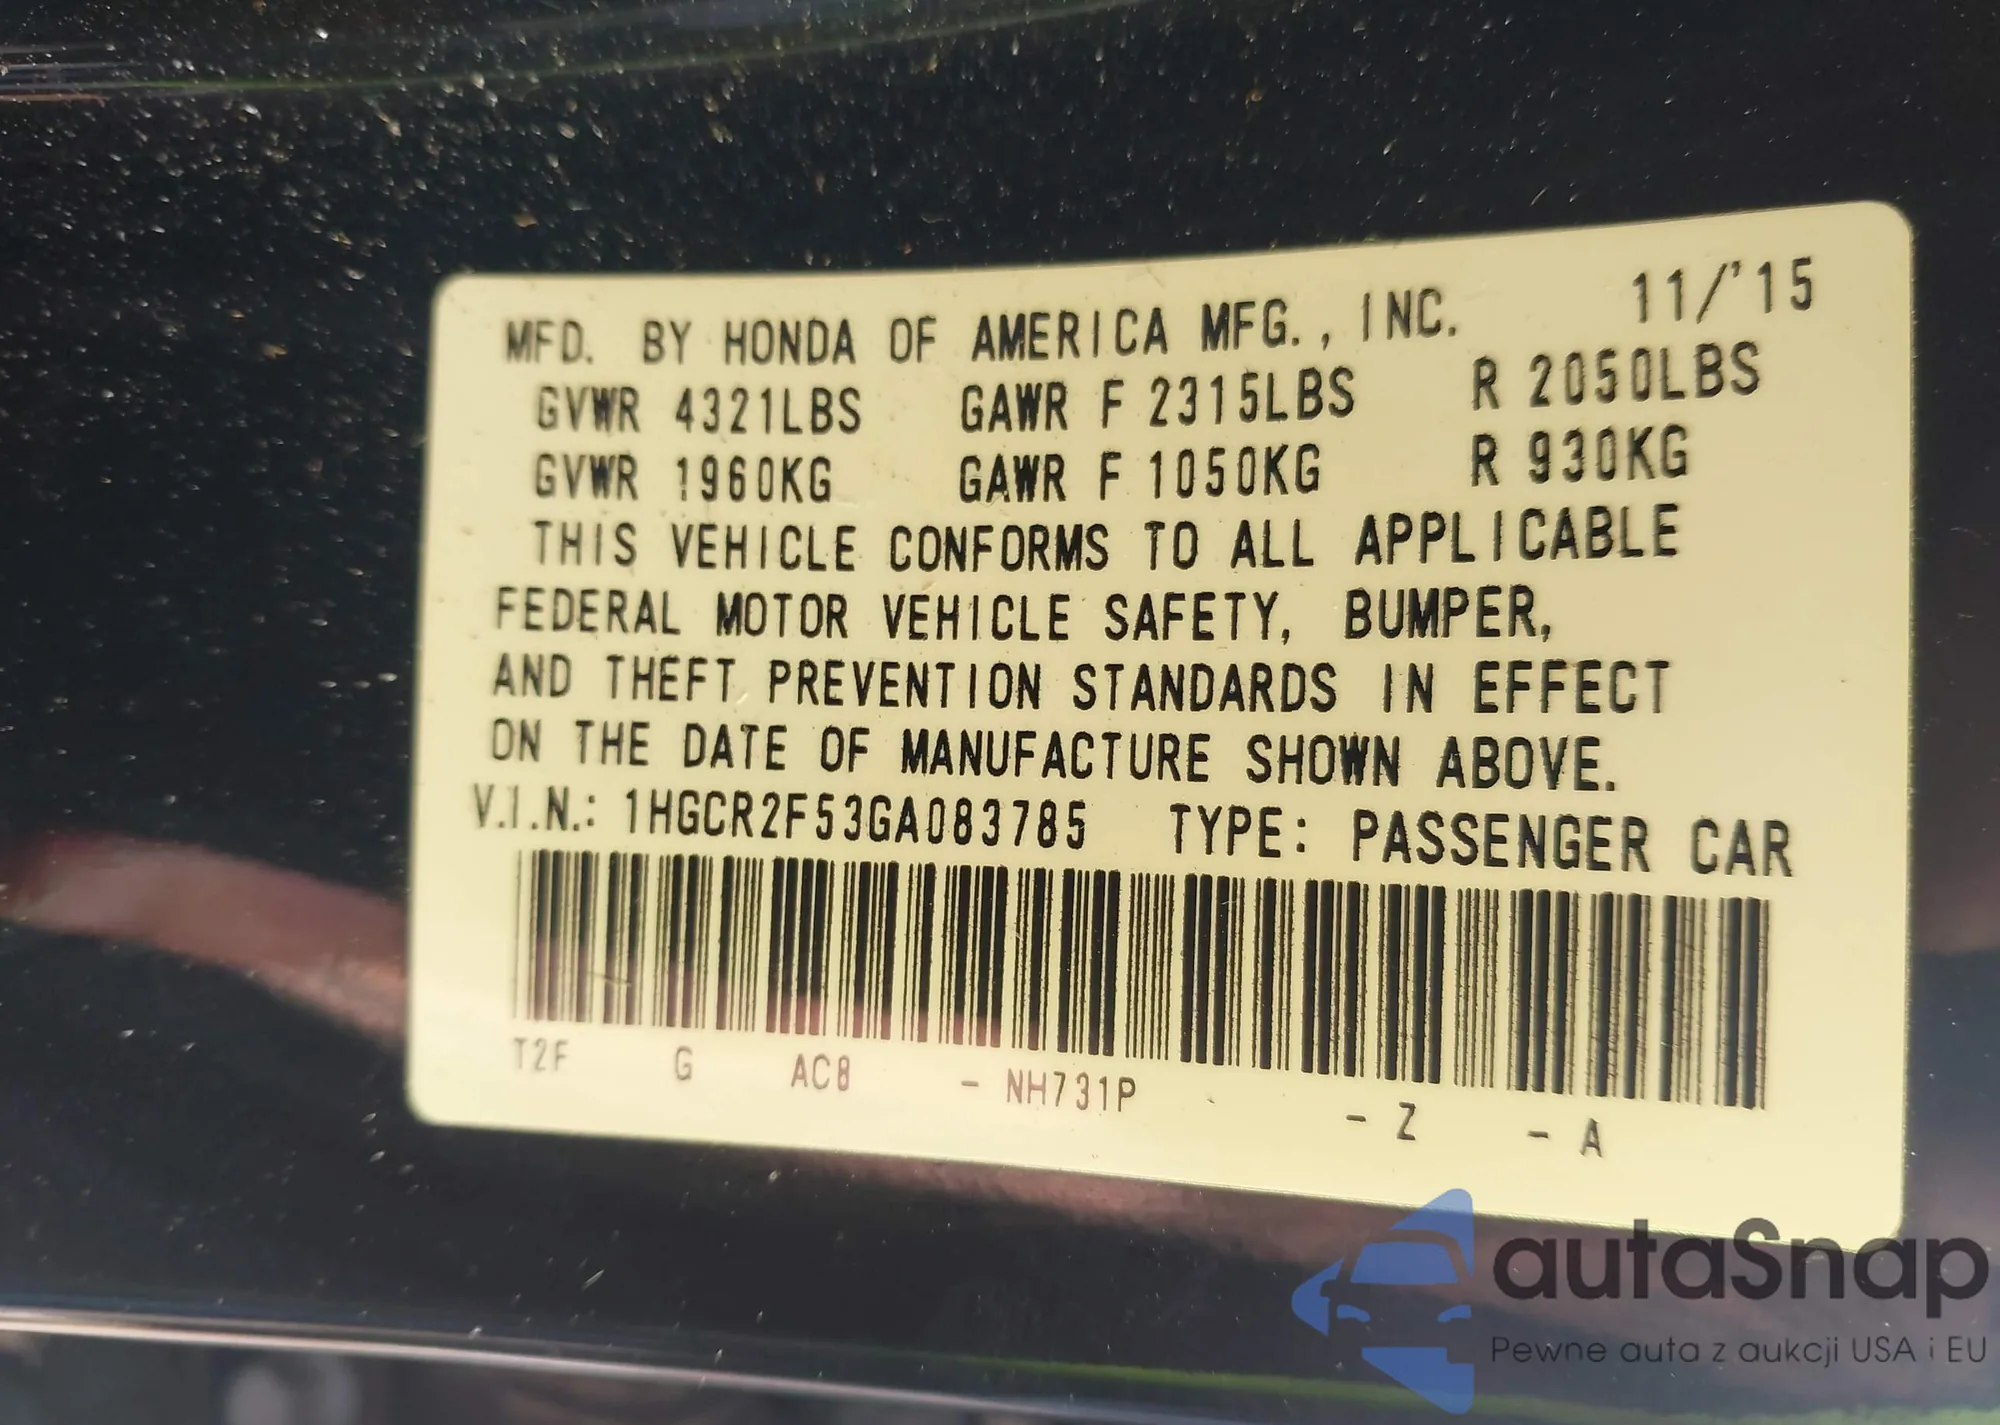 MFD. BY HONDA OF AMERICA MFG., INC. 11/'15
GVWR 4321LBS GAWR F 2315LBS R 2050LBS
GVWR 1960KG GAWR F 1050KG R 930KG
THIS VEHICLE CONFORMS TO ALL APPLICABLE
FEDERAL MOTOR VEHICLE SAFETY, BUMPER,
AND THEFT PREVENTION STANDARDS IN EFFECT
ON THE DATE OF MANUFACTURE SHOWN ABOVE.
V.I.N.: 1HGCR2F53GA083785 TYPE: PASSENGER CAR
T2F G AC8 - NH731P - Z - A
autaSnap
Pewne auta z aukcji USA i EU